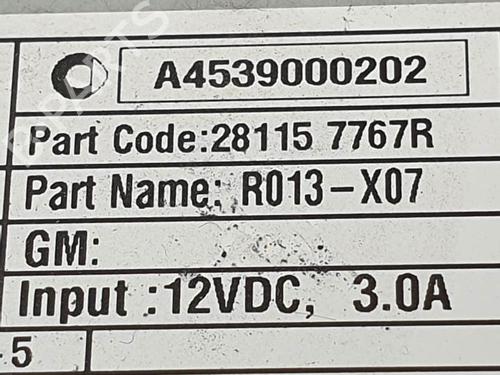 A4539000202
Part Code:28115 7767R
Part Name: R013-X07
GM:
Input :12VDC, 3.0A
5